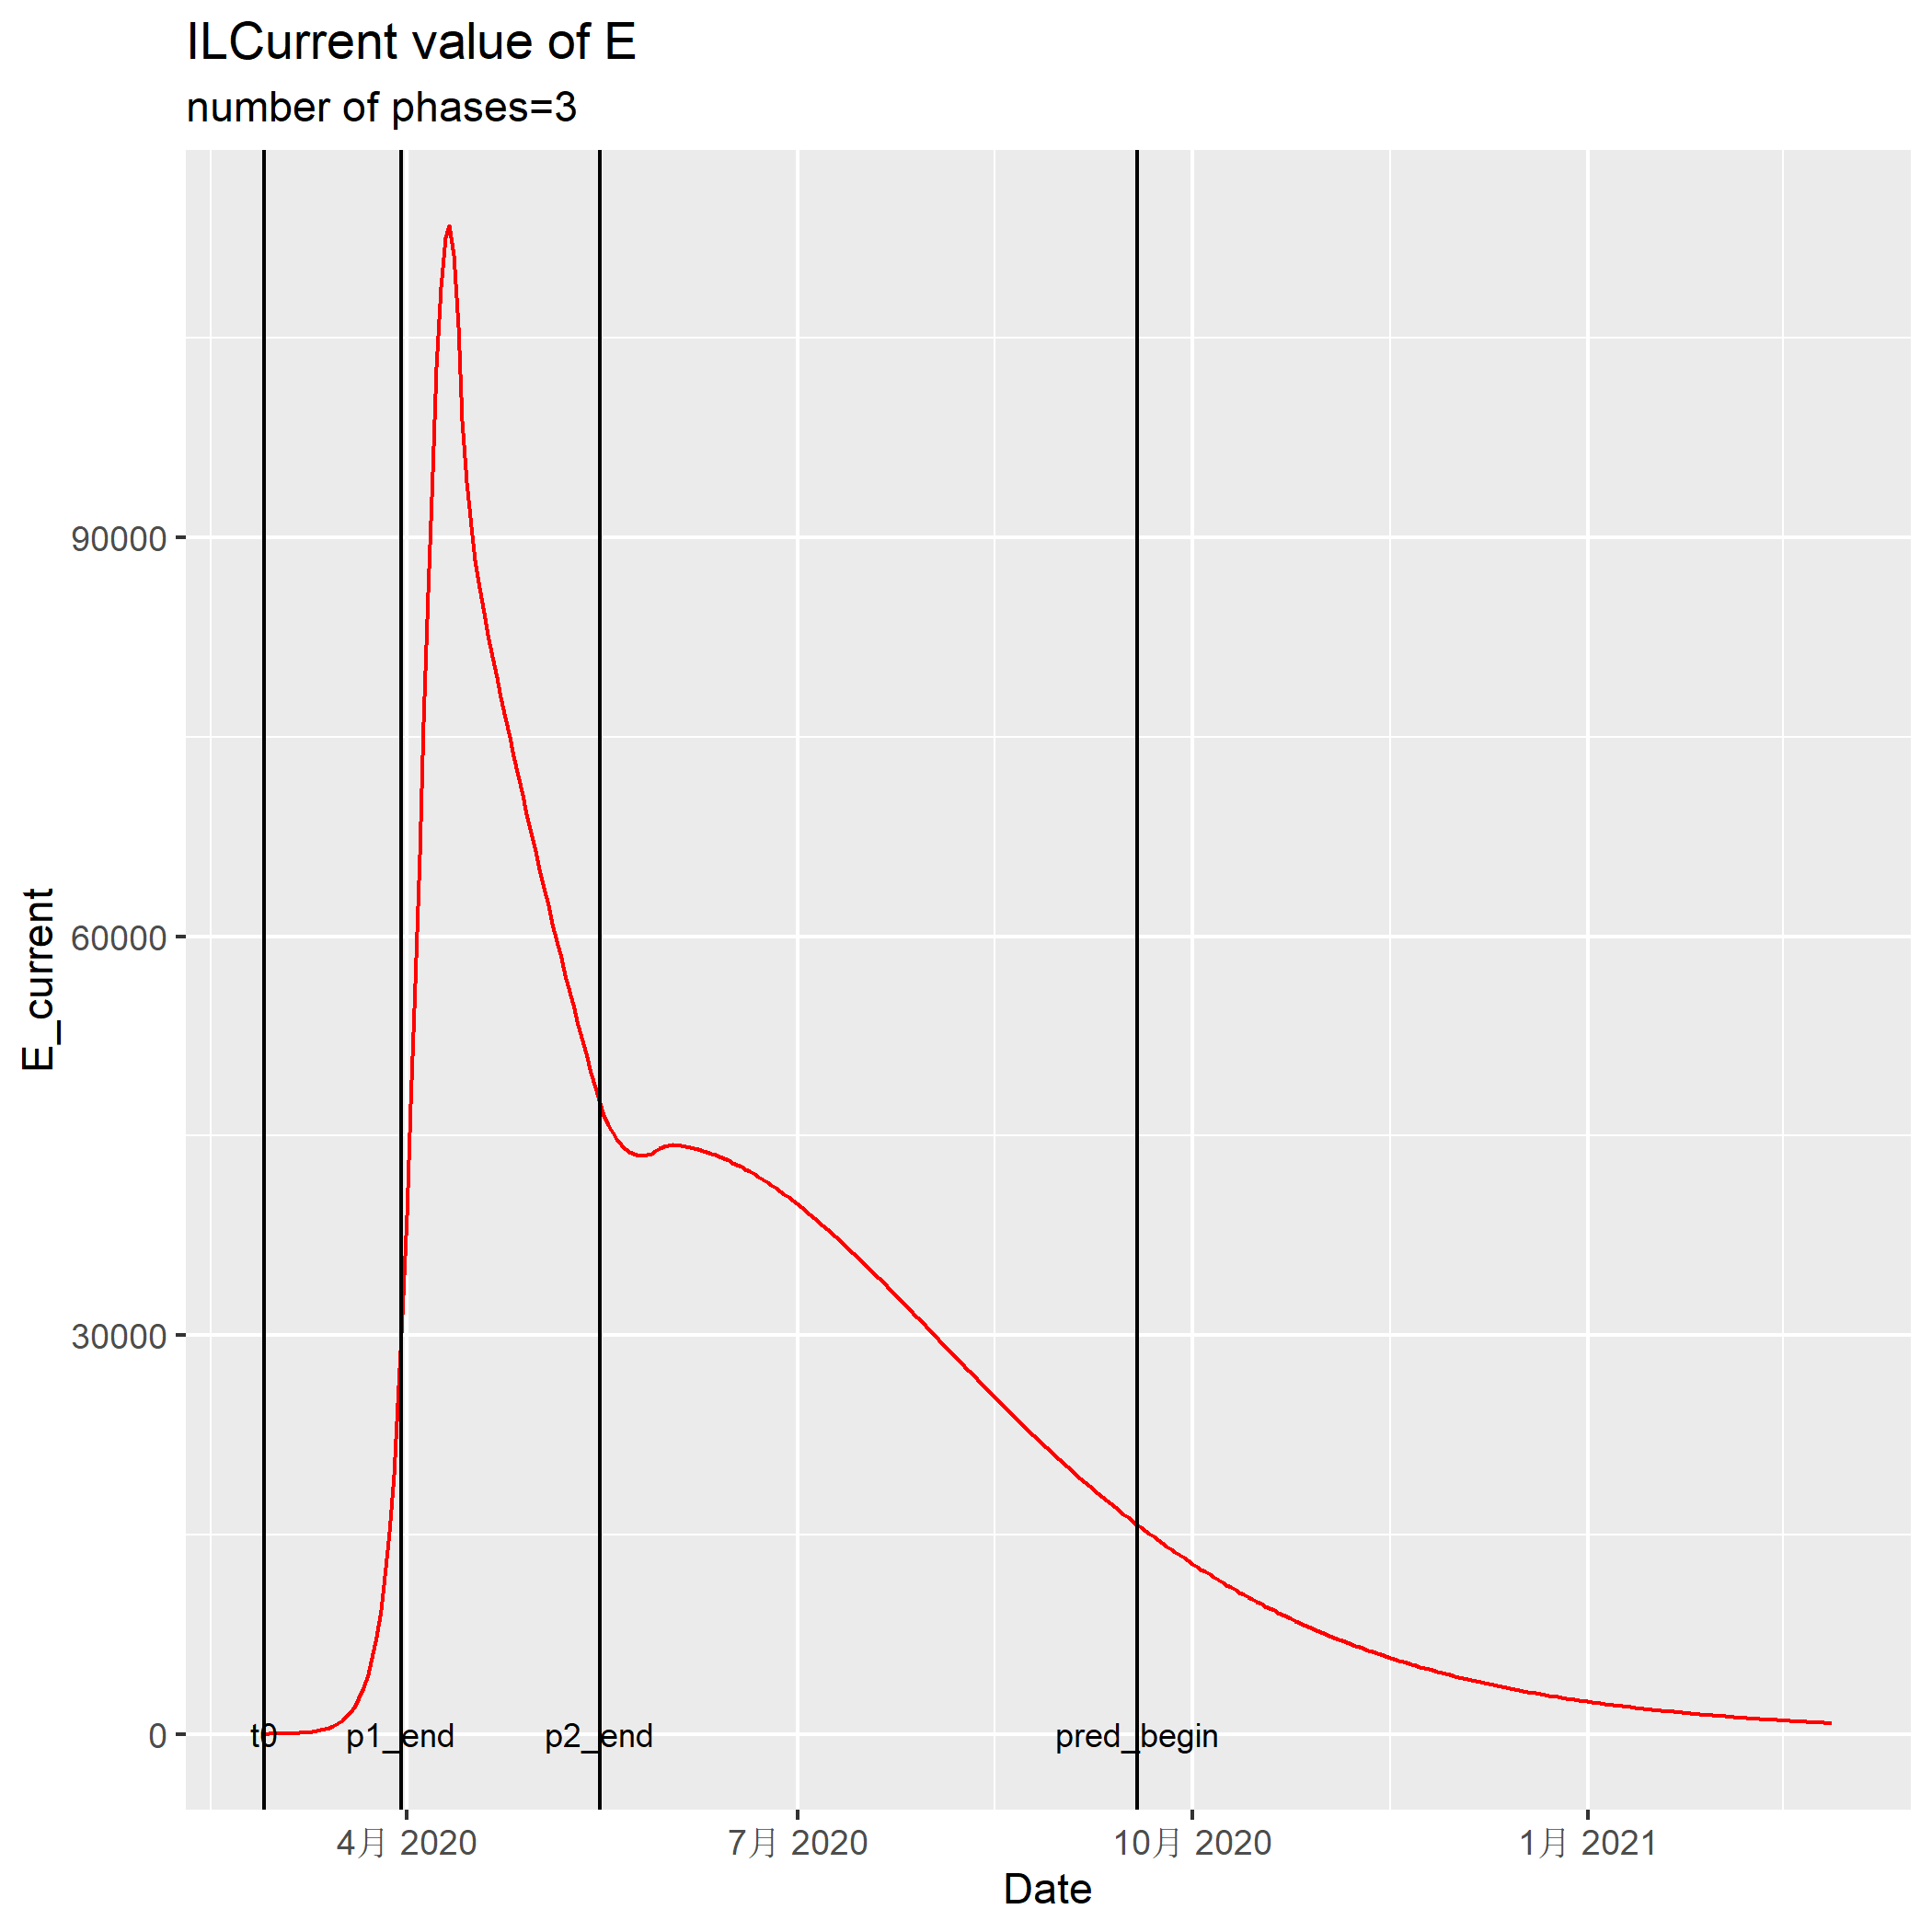 ILCurrent value of E
number of phases=3
E_current
90000
60000
30000
0
t0
p1_end
p2_end
pred_begin
4月 2020
7月 2020
10月 2020
1月 2021
Date